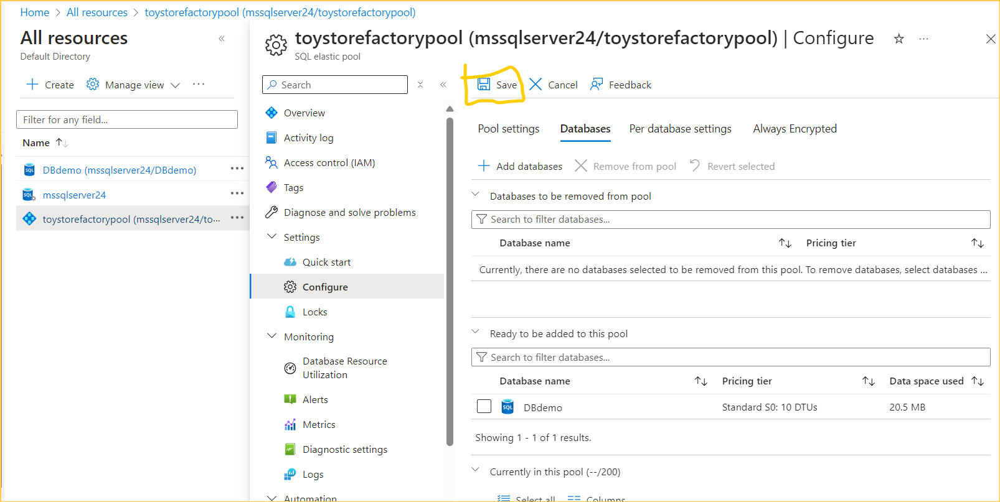 Home > All resources > toystorefactorypool (mssqlserver24/toystorefactorypool)
All resources
Default Directory
Create Manage view
Filter for any field...
Name
DBdemo (mssqlserver24/DBdemo)
mssqlserver24
toystorefactorypool (mssqlserver24/to...
toystorefactorypool (mssqlserver24/toystorefactorypool) | Configure
SQL elastic pool
Search
Overview
Activity log
Access control (IAM)
Tags
Diagnose and solve problems
Settings
Quick start
Configure
Locks
Monitoring
Database Resource
Utilization
Alerts
Metrics
Diagnostic settings
Logs
Automation
Save Cancel Feedback
Pool settings Databases Per database settings Always Encrypted
Add databases Remove from pool Revert selected
Databases to be removed from pool
Search to filter databases...
Database name Pricing tier
Currently, there are no databases selected to be removed from this pool. To remove databases, select databases ...
Ready to be added to this pool
Search to filter databases...
Database name Pricing tier Data space used
DBdemo Standard S0: 10 DTUs 20.5 MB
Showing 1 - 1 of 1 results.
Currently in this pool (--/200)
Select all Columns